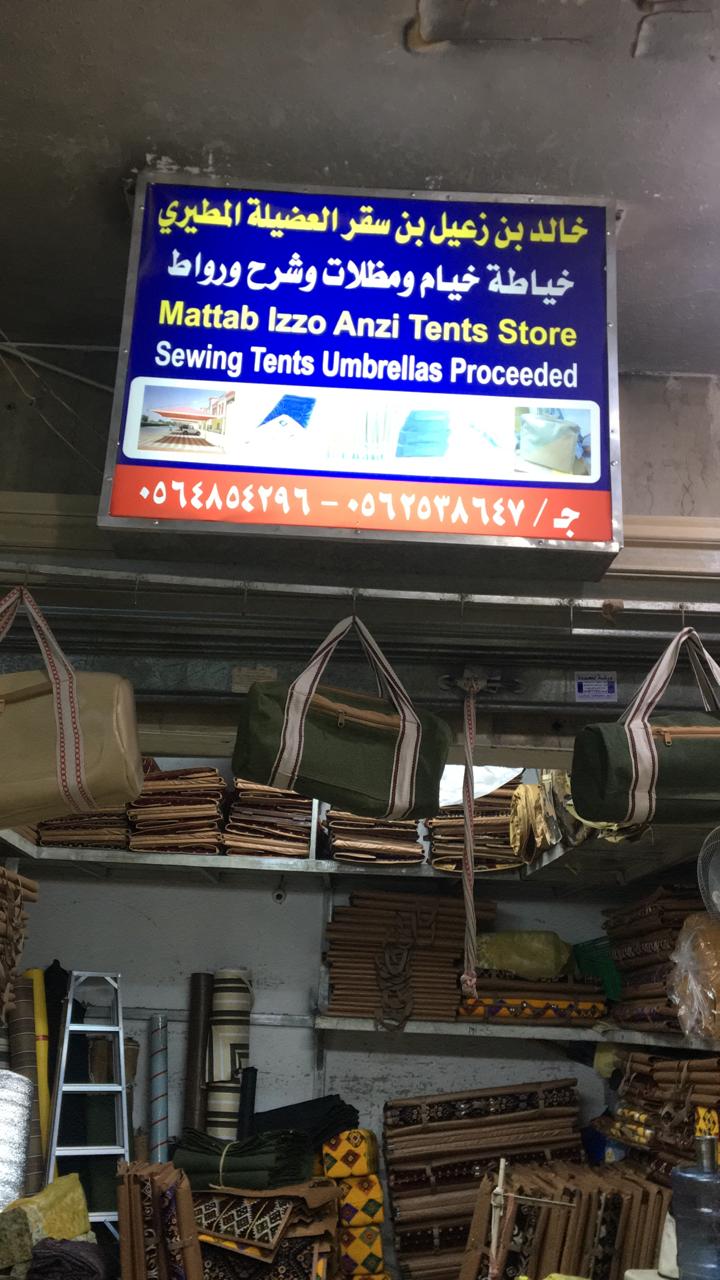 خالد بن زعيل بن سقر العضيلة المطيري
خياطة خيام ومظلات وشرح ورواط
Mattab Izzo Anzi Tents Store
Sewing Tents Umbrellas Proceeded
جـ / ٠٥٦٢٥٣٨٦٤٧ - ٠٥٦٤٨٥٤٢٩٦